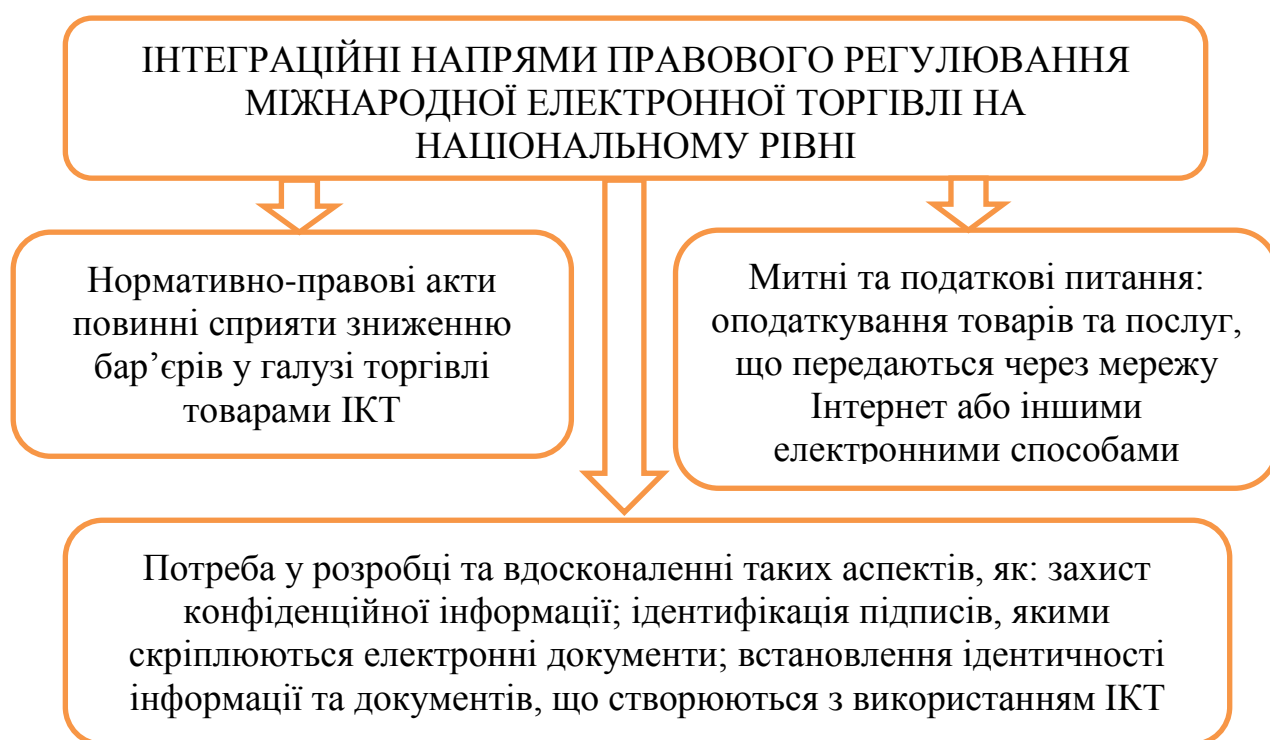 ІНТЕГРАЦІЙНІ НАПРЯМИ ПРАВОВОГО РЕГУЛЮВАННЯ
МІЖНАРОДНОЇ ЕЛЕКТРОННОЇ ТОРГІВЛІ НА
НАЦІОНАЛЬНОМУ РІВНІ
Нормативно-правові акти
повинні сприяти зниженню
бар’єрів у галузі торгівлі
товарами ІКТ
Митні та податкові питання:
оподаткування товарів та послуг,
що передаються через мережу
Інтернет або іншими
електронними способами
Потреба у розробці та вдосконаленні таких аспектів, як: захист
конфіденційної інформації; ідентифікація підписів, якими
скріплюються електронні документи; встановлення ідентичності
інформації та документів, що створюються з використанням ІКТ